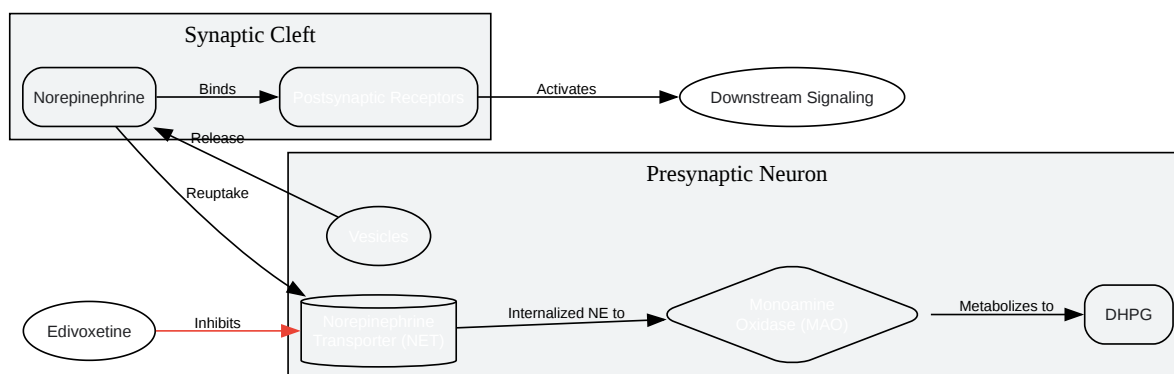 Synaptic Cleft
Norepinephrine
Binds
Postsynaptic Receptors
Activates
Downstream Signaling
Release
Reuptake
Presynaptic Neuron
Vesicles
Edivoxetine
Inhibits
Norepinephrine
Transporter (NET)
Internalized NE to
Monoamine
Oxidase (MAO)
Metabolizes to
DHPG